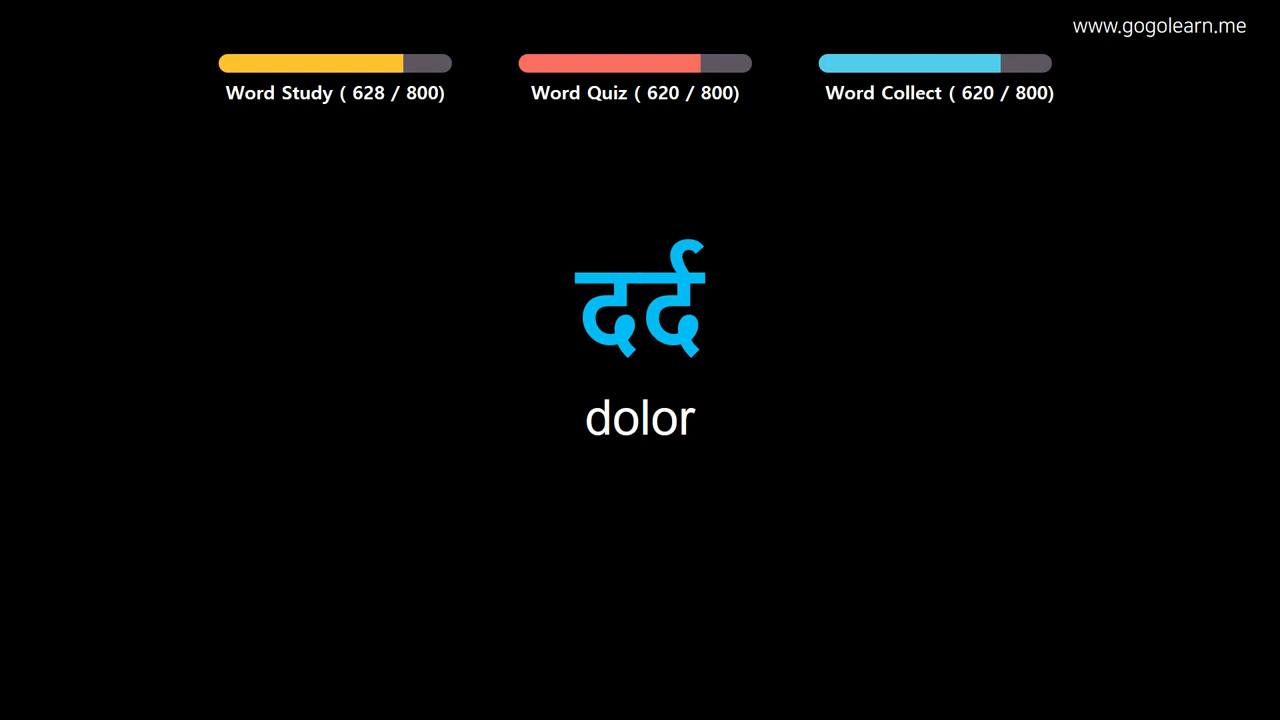 www.gogolearn.me
Word Study ( 628 / 800)
Word Quiz ( 620 / 800)
Word Collect ( 620 / 800)
दर्द
dolor